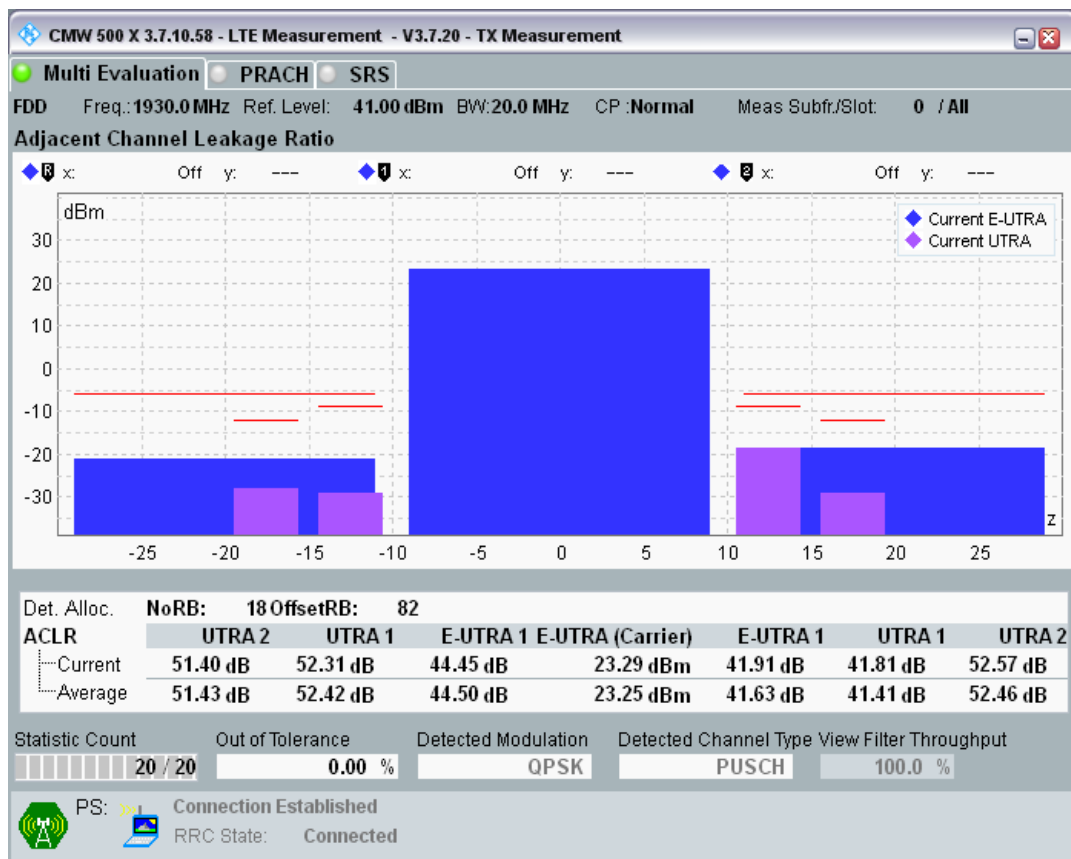 CMW 500 X 3.7.10.58 - LTE Measurement - V3.7.20 - TX Measurement
Multi Evaluation PRACH SRS
FDD Freq.:1930.0 MHz Ref. Level: 41.00 dBm BW:20.0 MHz CP :Normal Meas Subfr./Slot: 0 / All
Adjacent Channel Leakage Ratio
R x: Off y: --- 1 x: Off y: --- 2 x: Off y: ---
dBm
Current E-UTRA
Current UTRA
30
20
10
0
-10
-20
-30
z
-25 -20 -15 -10 -5 0 5 10 15 20 25
Det. Alloc. NoRB: 18 OffsetRB: 82
ACLR UTRA 2 UTRA 1 E-UTRA 1 E-UTRA (Carrier) E-UTRA 1 UTRA 1 UTRA 2
Current 51.40 dB 52.31 dB 44.45 dB 23.29 dBm 41.91 dB 41.81 dB 52.57 dB
Average 51.43 dB 52.42 dB 44.50 dB 23.25 dBm 41.63 dB 41.41 dB 52.46 dB
Statistic Count Out of Tolerance Detected Modulation Detected Channel Type View Filter Throughput
20 / 20 0.00 % QPSK PUSCH 100.0 %
PS: Connection Established
RRC State: Connected